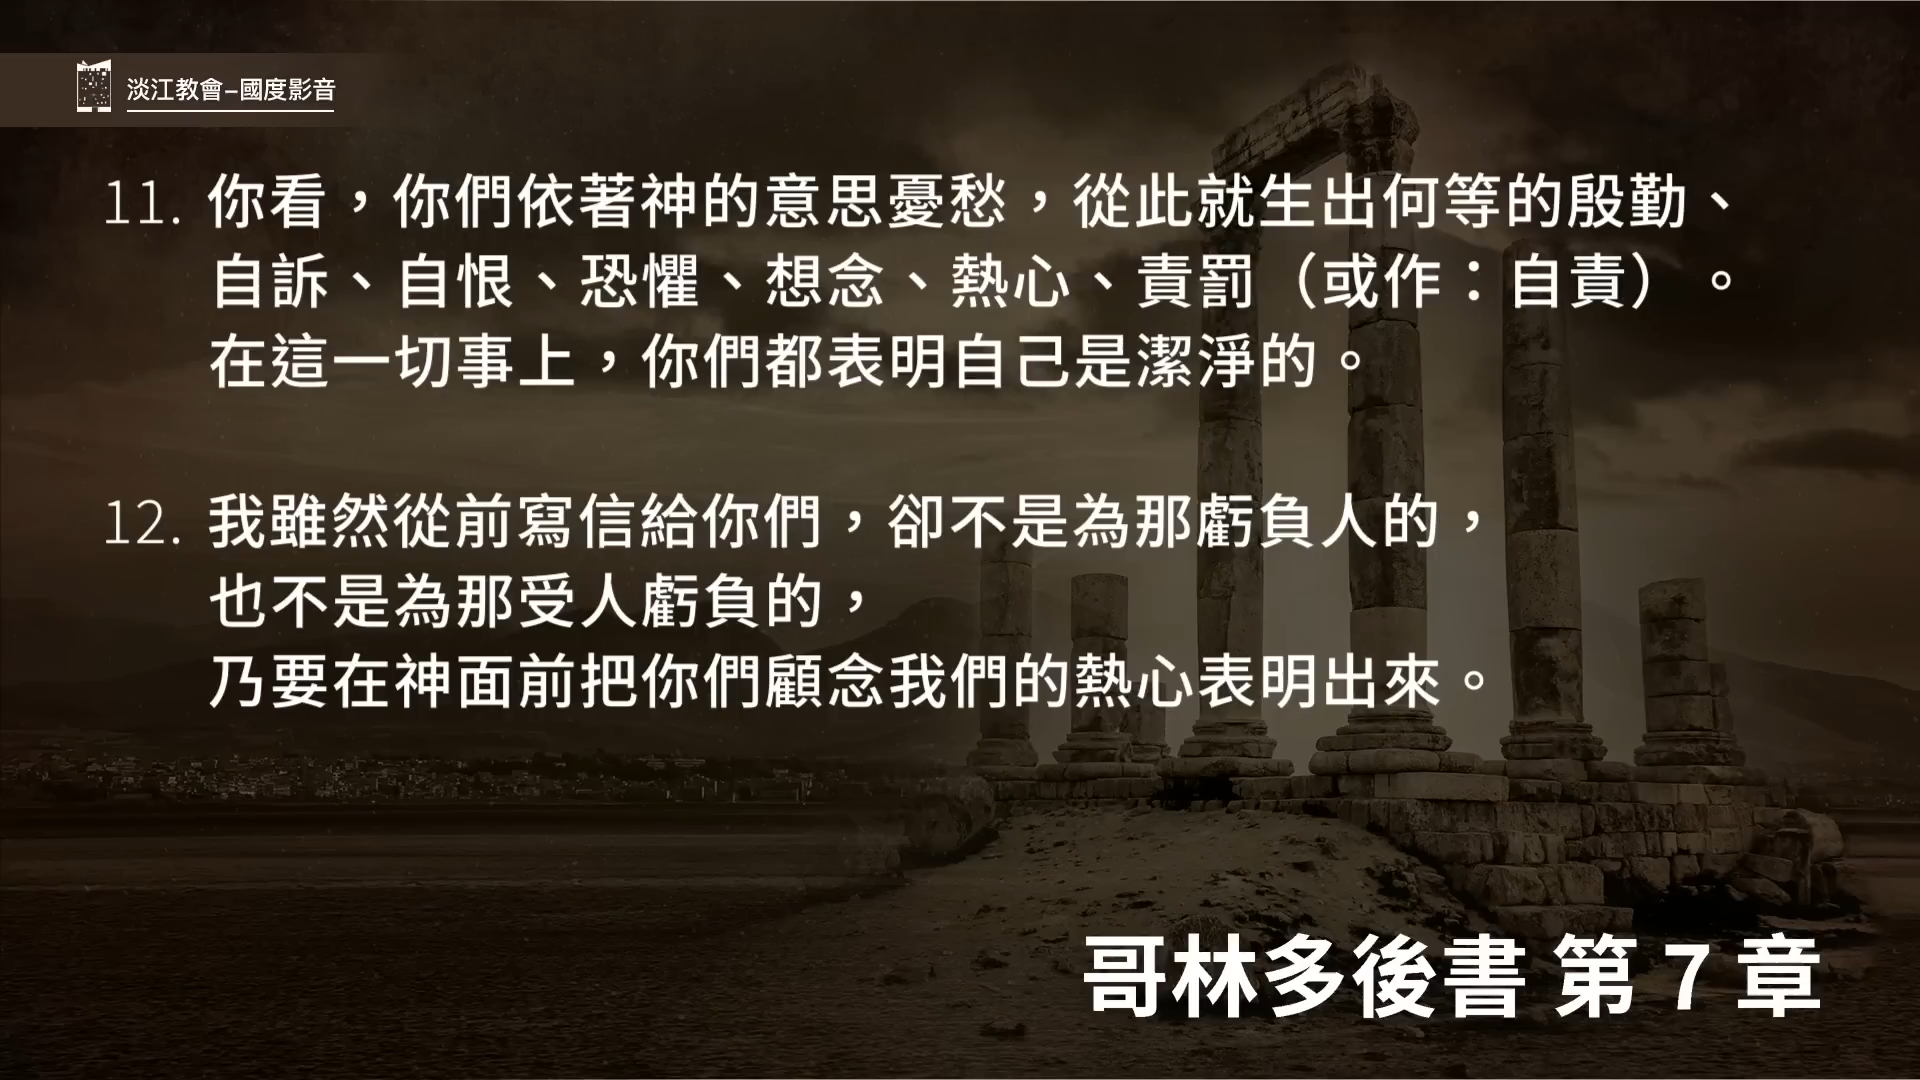 淡江教會–國度影音
11. 你看，你們依著神的意思憂愁，從此就生出何等的殷勤、
自訴、自恨、恐懼、想念、熱心、責罰（或作：自責）。
在這一切事上，你們都表明自己是潔淨的。
12. 我雖然從前寫信給你們，卻不是為那虧負人的，
也不是為那受人虧負的，
乃要在神面前把你們顧念我們的熱心表明出來。
哥林多後書 第 7 章